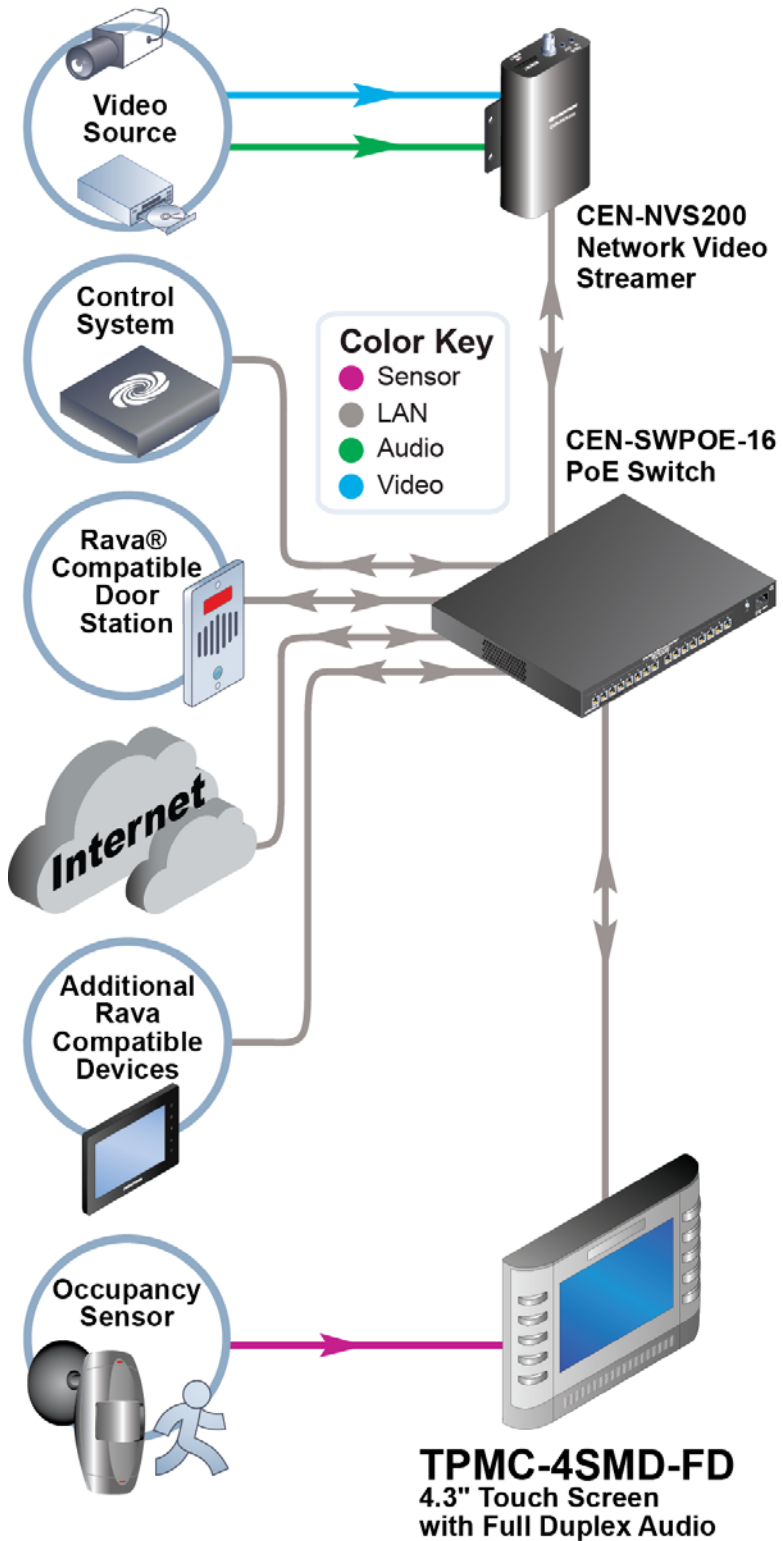 Video
Source
CEN-NVS200
Network Video
Streamer
Control
System
Color Key
Sensor
LAN
Audio
Video
CEN-SWPOE-16
PoE Switch
Rava®
Compatible
Door
Station
Internet
Additional
Rava
Compatible
Devices
Occupancy
Sensor
TPMC-4SMD-FD
4.3" Touch Screen
with Full Duplex Audio